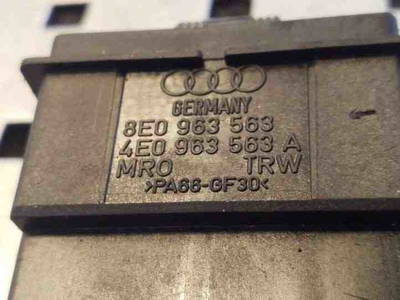 GERMANY
8E0 963 563
4E0 963 563 A
MRO TRW
>PA66-GF30<